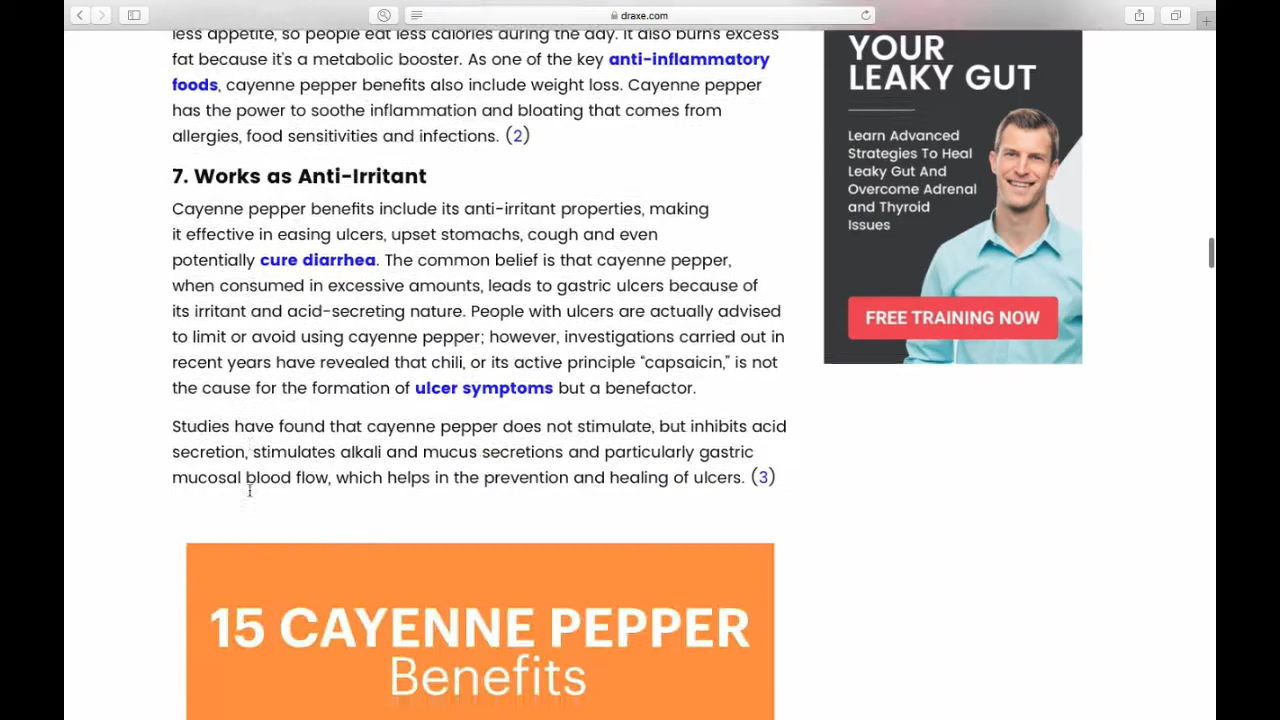 draxe.com
less appetite, so people eat less calories during the day. It also burns excess
fat because it's a metabolic booster. As one of the key anti-inflammatory
foods, cayenne pepper benefits also include weight loss. Cayenne pepper
has the power to soothe inflammation and bloating that comes from
allergies, food sensitivities and infections. (2)
7. Works as Anti-Irritant
Cayenne pepper benefits include its anti-irritant properties, making
it effective in easing ulcers, upset stomachs, cough and even
potentially cure diarrhea. The common belief is that cayenne pepper,
when consumed in excessive amounts, leads to gastric ulcers because of
its irritant and acid-secreting nature. People with ulcers are actually advised
to limit or avoid using cayenne pepper; however, investigations carried out in
recent years have revealed that chili, or its active principle “capsaicin,” is not
the cause for the formation of ulcer symptoms but a benefactor.
Studies have found that cayenne pepper does not stimulate, but inhibits acid
secretion, stimulates alkali and mucus secretions and particularly gastric
mucosal blood flow, which helps in the prevention and healing of ulcers. (3)
15 CAYENNE PEPPER
Benefits
YOUR
LEAKY GUT
Learn Advanced
Strategies To Heal
Leaky Gut And
Overcome Adrenal
and Thyroid
Issues
FREE TRAINING NOW